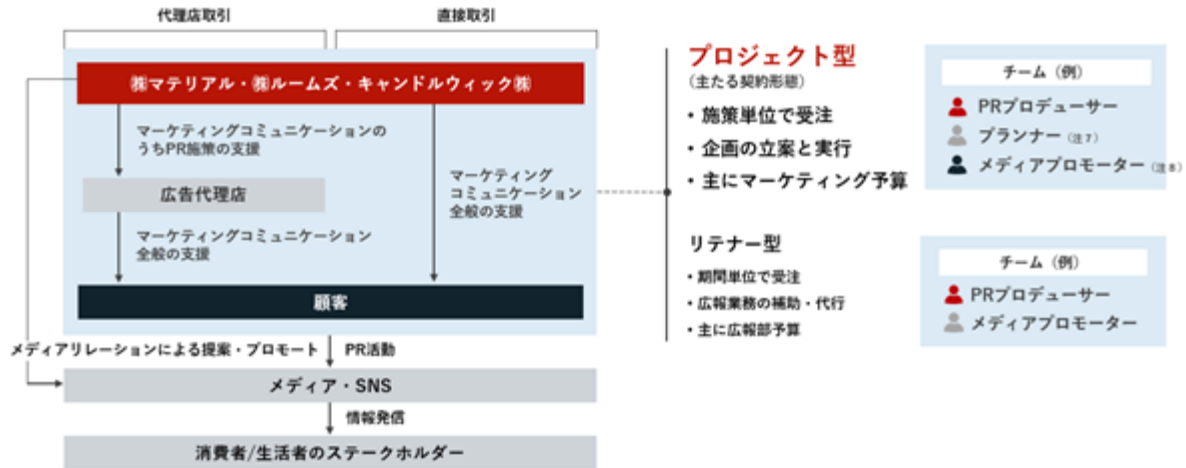 代理店取引
直接取引
㈱マテリアル・㈱ルームズ・キャンドルウィック㈱
マーケティングコミュニケーションの
うちPR施策の支援
広告代理店
マーケティングコミュニケーション
全般の支援
マーケティング
コミュニケーション
全般の支援
顧客
メディアリレーションによる提案・プロモート
PR活動
メディア・SNS
情報発信
消費者/生活者のステークホルダー
プロジェクト型
（主たる契約形態）
・施策単位で受注
・企画の立案と実行
・主にマーケティング予算
チーム（例）
PRプロデューサー
プランナー（注7）
メディアプロモーター（注8）
リテナー型
・期間単位で受注
・広報業務の補助・代行
・主に広報部予算
チーム（例）
PRプロデューサー
メディアプロモーター